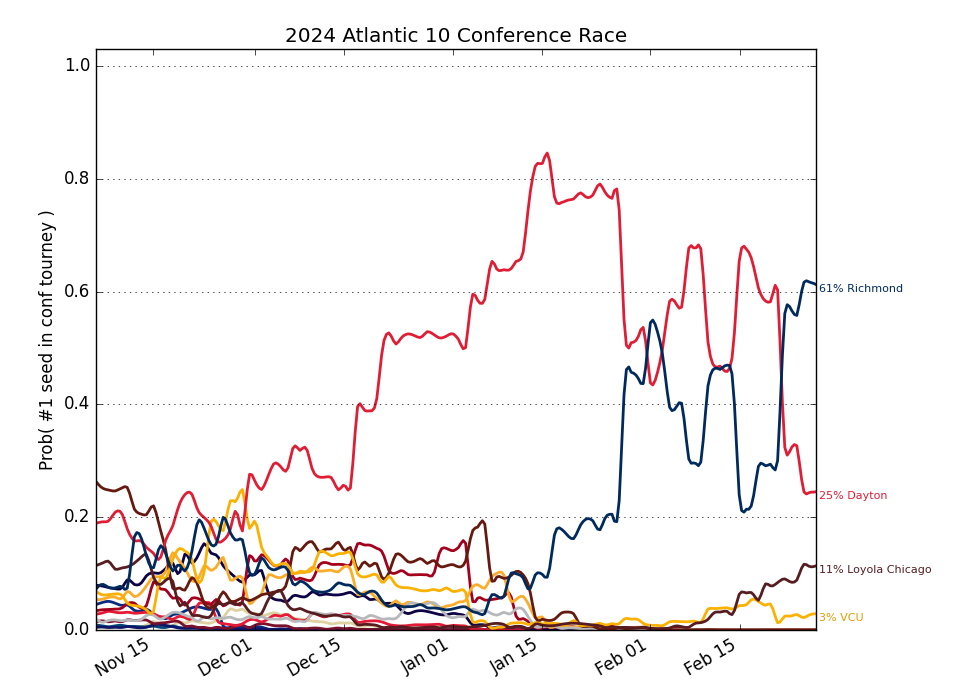 2024 Atlantic 10 Conference Race
Prob( #1 seed in conf tourney )
1.0
0.8
0.6
0.4
0.2
0.0
61% Richmond
25% Dayton
11% Loyola Chicago
3% VCU
Nov 15
Dec 01
Dec 15
Jan 01
Jan 15
Feb 01
Feb 15